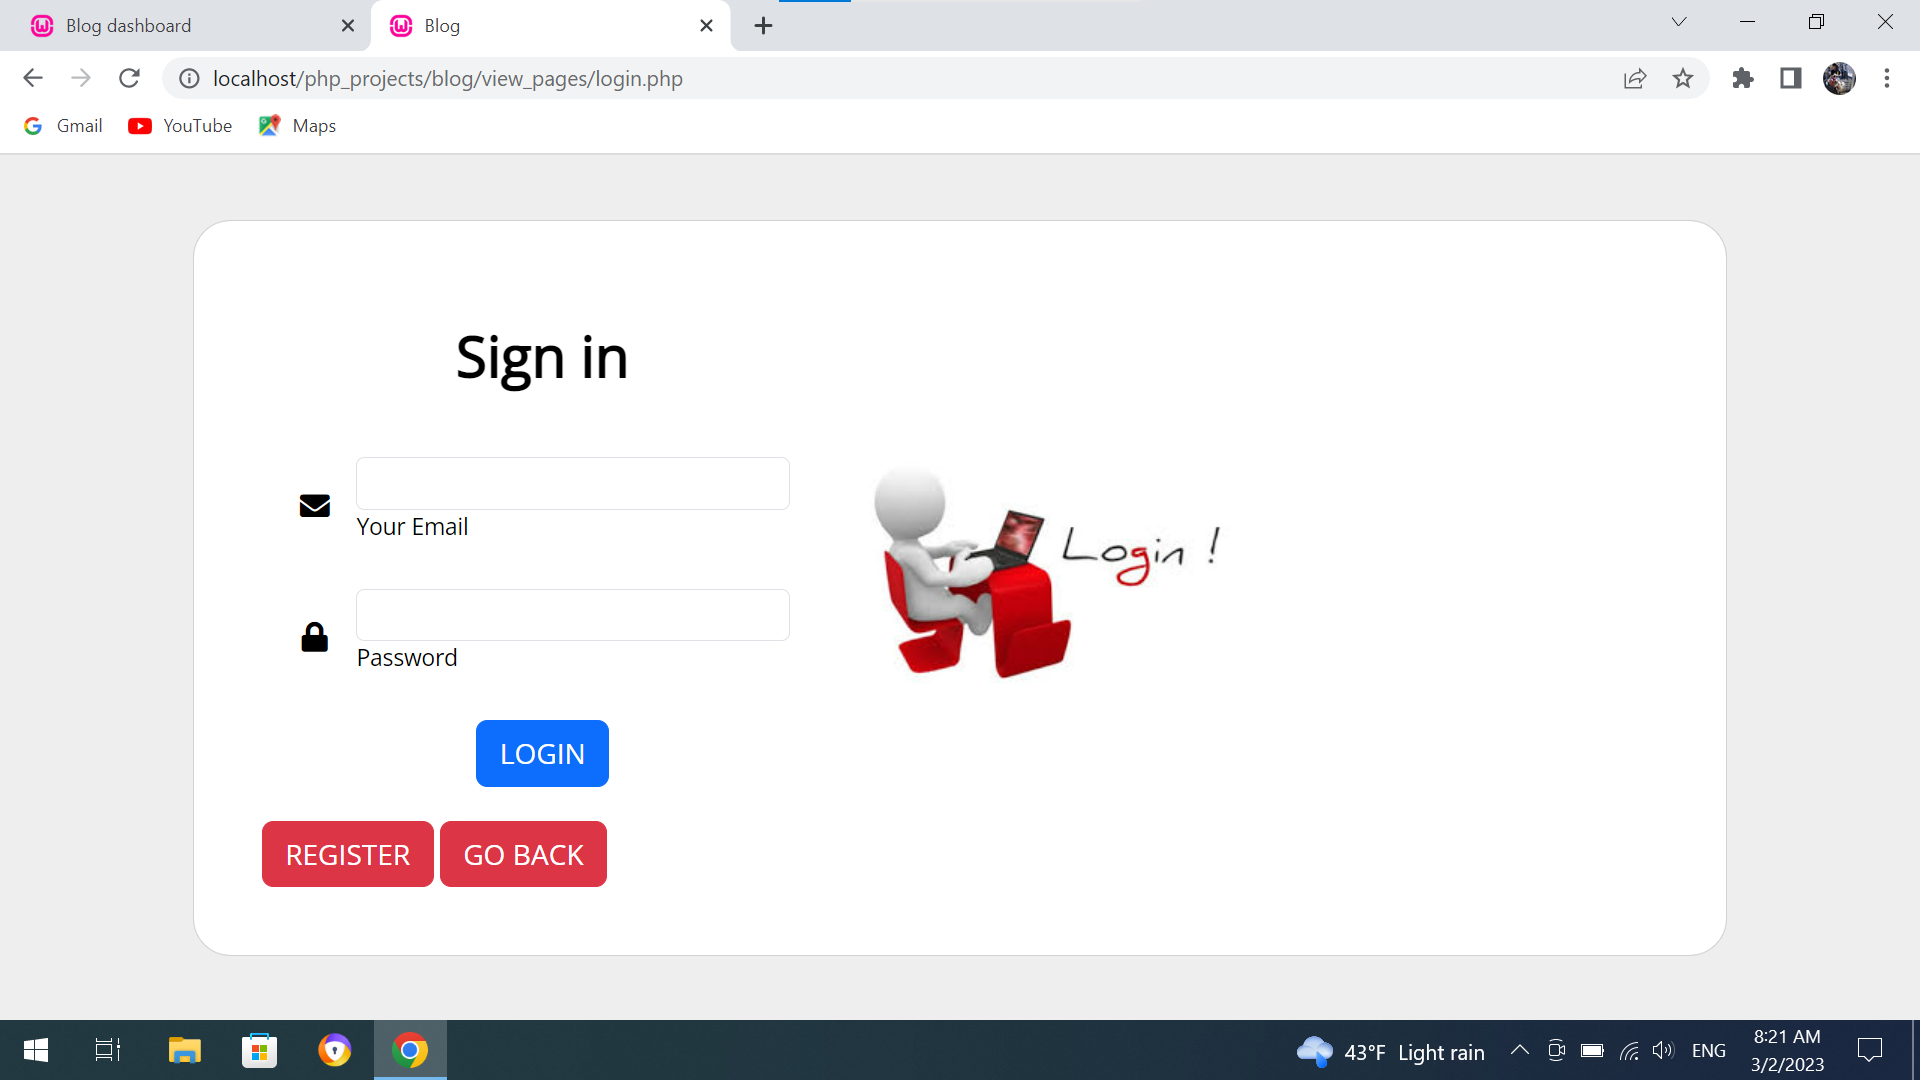 Blog dashboard
Blog
localhost/php_projects/blog/view_pages/login.php
Gmail
YouTube
Maps
Sign in
Your Email
Login !
Password
LOGIN
REGISTER
GO BACK
43°F Light rain
ENG
8:21 AM
3/2/2023